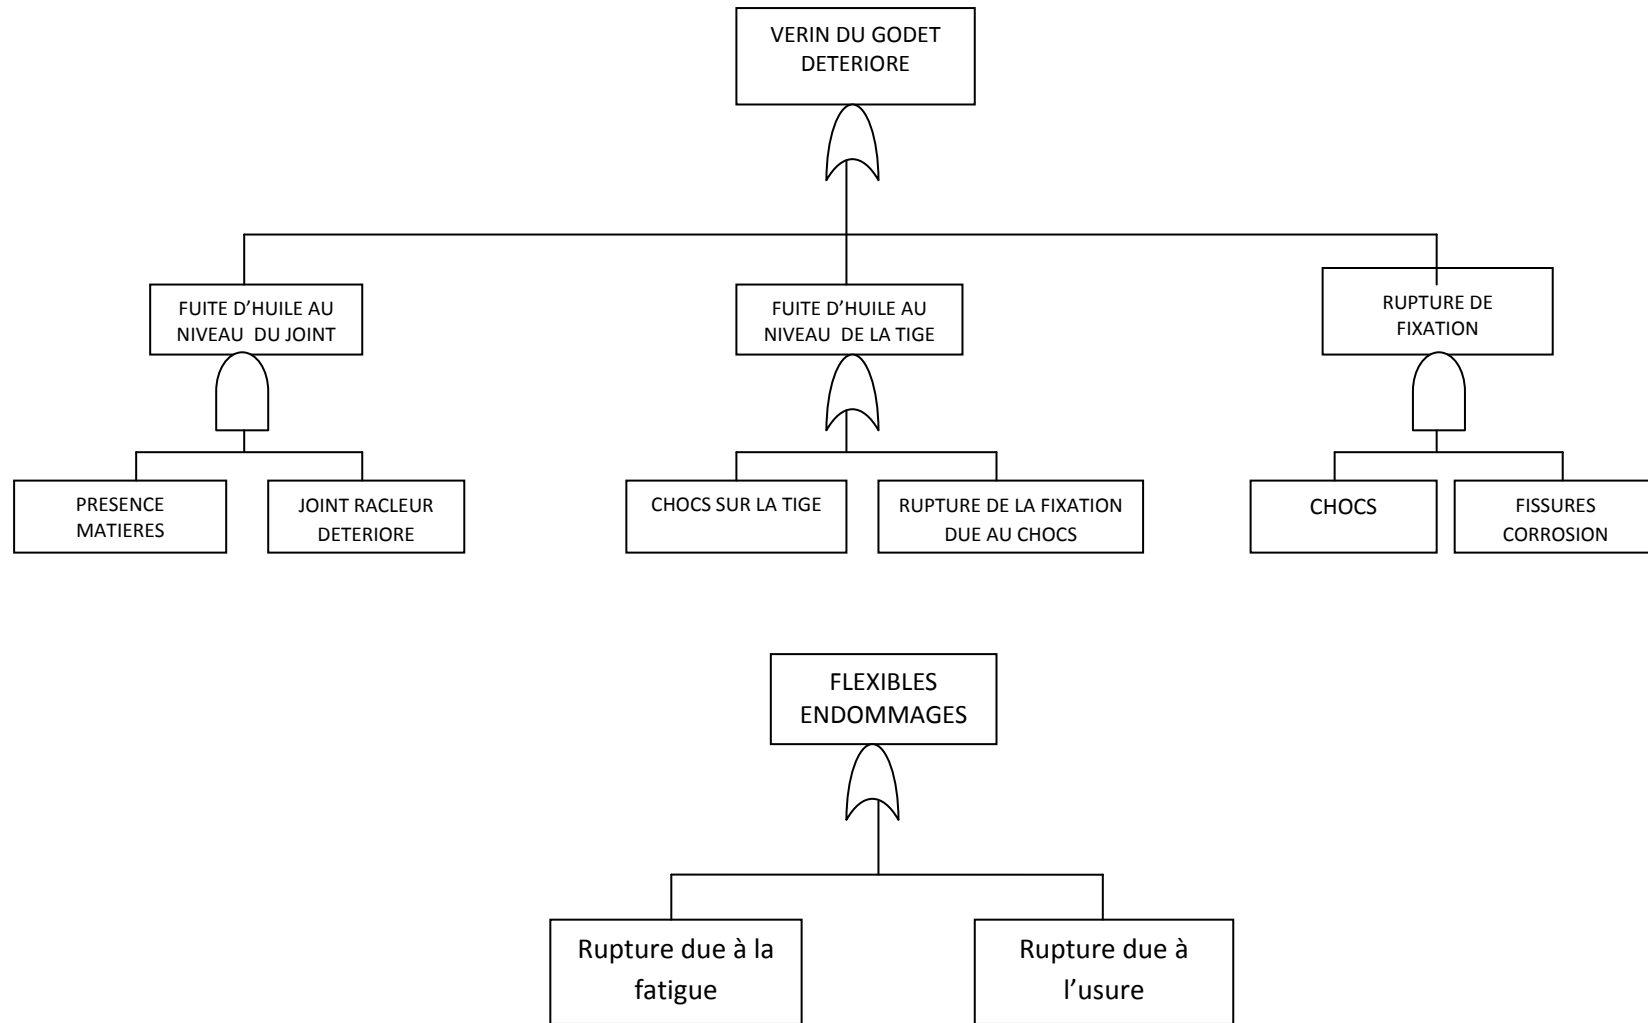 VERIN DU GODET
DETERIORE
FUITE D’HUILE AU
NIVEAU DU JOINT
FUITE D’HUILE AU
NIVEAU DE LA TIGE
RUPTURE DE
FIXATION
PRESENCE
MATIERES
JOINT RACLEUR
DETERIORE
CHOCS SUR LA TIGE
RUPTURE DE LA FIXATION
DUE AU CHOCS
CHOCS
FISSURES
CORROSION
FLEXIBLES
ENDOMMAGES
Rupture due à la
fatigue
Rupture due à
l’usure